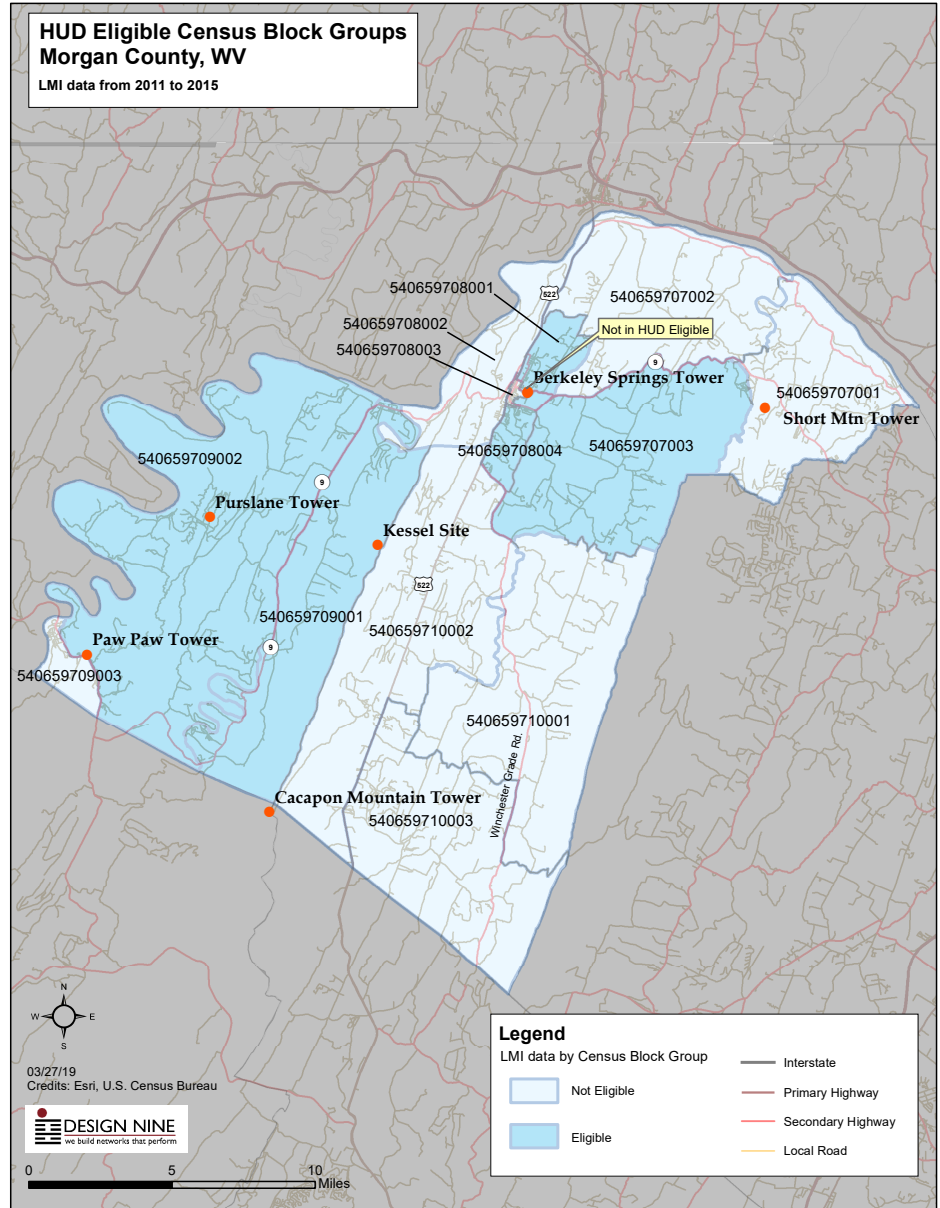 HUD Eligible Census Block Groups
Morgan County, WV
LMI data from 2011 to 2015
540659708001
522
540659707002
540659708002
Not in HUD Eligible
540659708003
9
Berkeley Springs Tower
540659707001
Short Mtn Tower
540659707003
540659708004
540659709002
9
Purslane Tower
Kessel Site
522
540659709001
540659710002
Paw Paw Tower
9
540659709003
540659710001
Winchester Grade Rd.
Cacapon Mountain Tower
540659710003
N
W E
S
03/27/19
Credits: Esri, U.S. Census Bureau
DESIGN NINE
we build networks that perform
0 5 10
Miles
Legend
LMI data by Census Block Group
Not Eligible
Eligible
Interstate
Primary Highway
Secondary Highway
Local Road